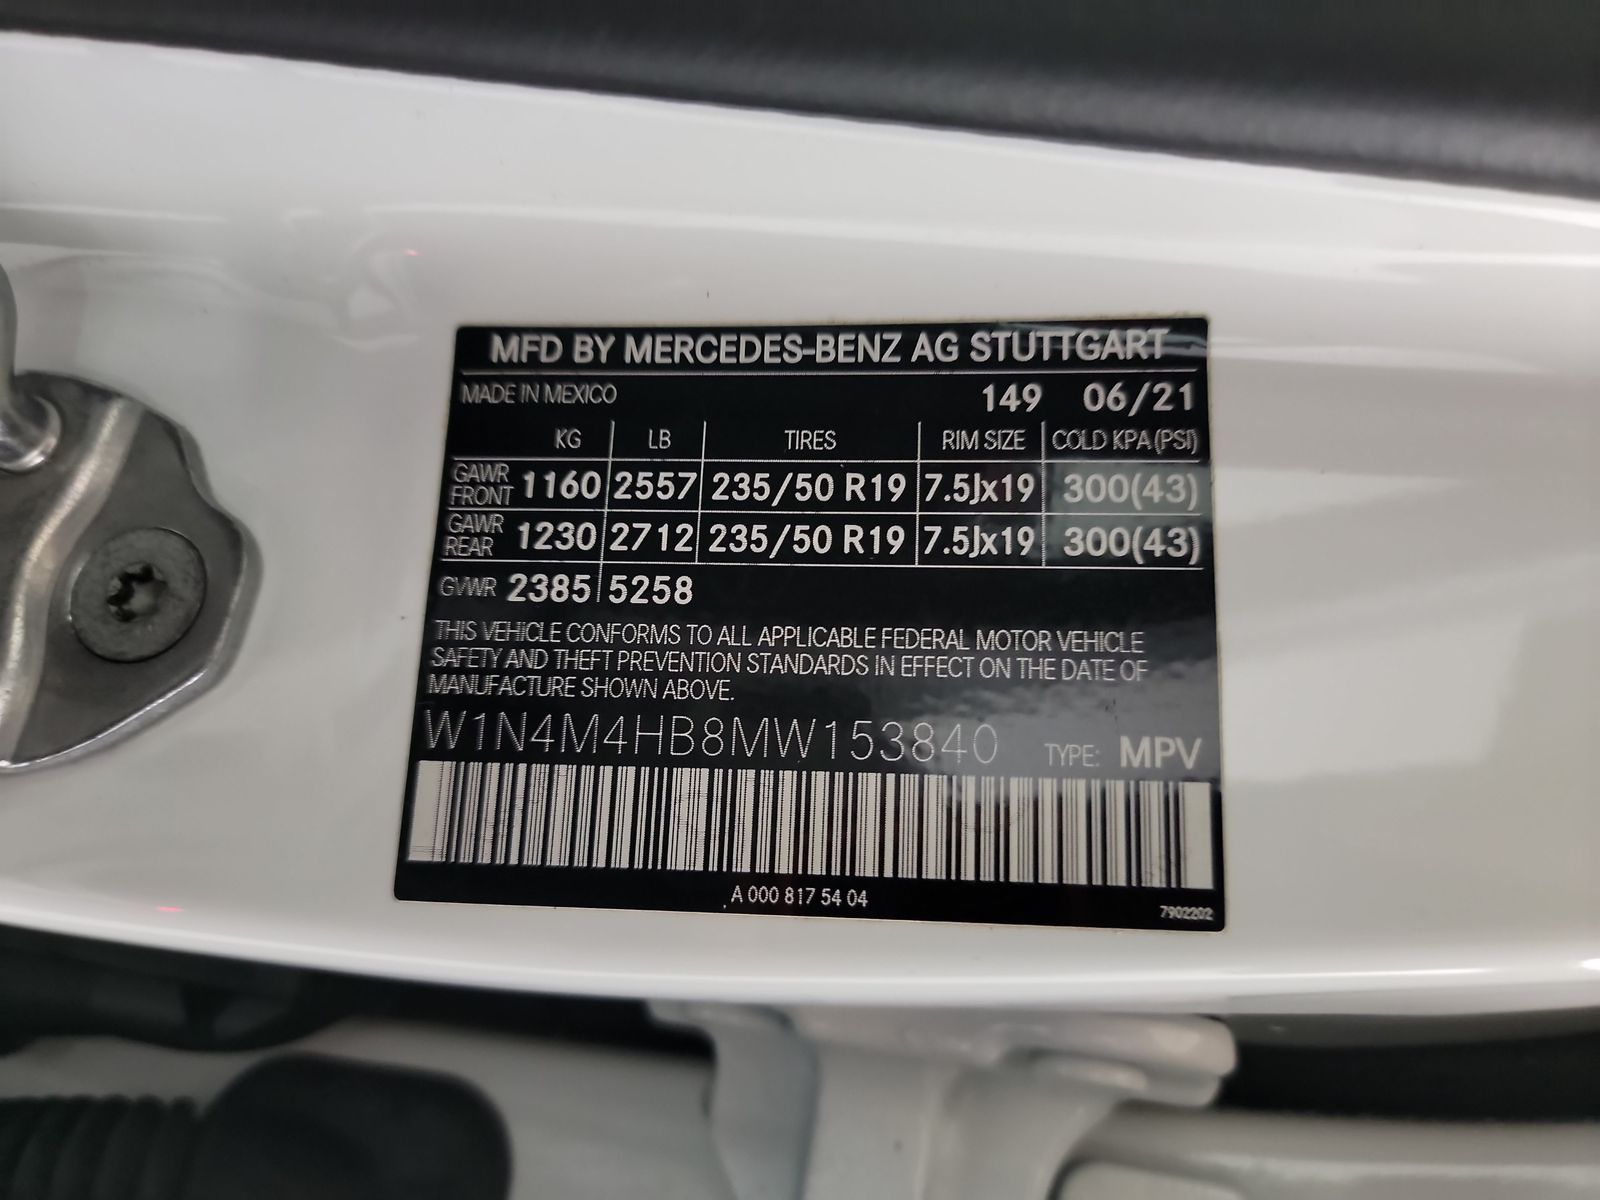 MFD BY MERCEDES-BENZ AG STUTTGART
MADE IN MEXICO 149 06/21
KG LB TIRES RIM SIZE COLD KPA (PSI)
GAWR FRONT 1160 2557 235/50 R19 7.5Jx19 300(43)
GAWR REAR 1230 2712 235/50 R19 7.5Jx19 300(43)
GVWR 2385 5258
THIS VEHICLE CONFORMS TO ALL APPLICABLE FEDERAL MOTOR VEHICLE
SAFETY AND THEFT PREVENTION STANDARDS IN EFFECT ON THE DATE OF
MANUFACTURE SHOWN ABOVE.
W1N4M4HB8MW153840 TYPE: MPV
A 000 817 54 04
7902202